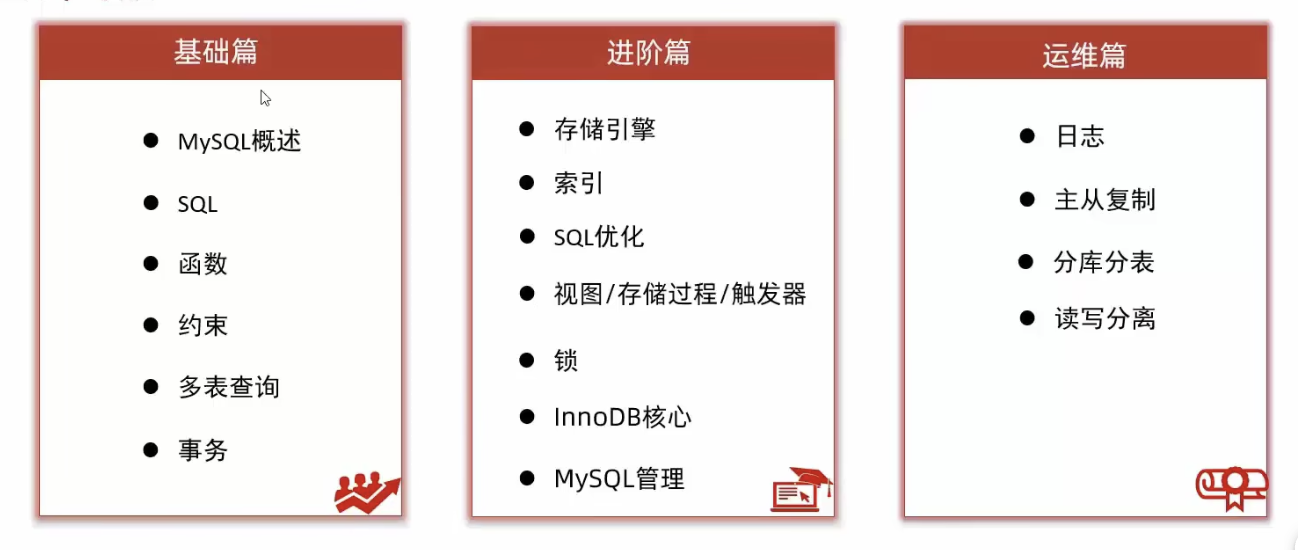 基础篇
MySQL概述
SQL
函数
约束
多表查询
事务
进阶篇
存储引擎
索引
SQL优化
视图/存储过程/触发器
锁
InnoDB核心
MySQL管理
运维篇
日志
主从复制
分库分表
读写分离